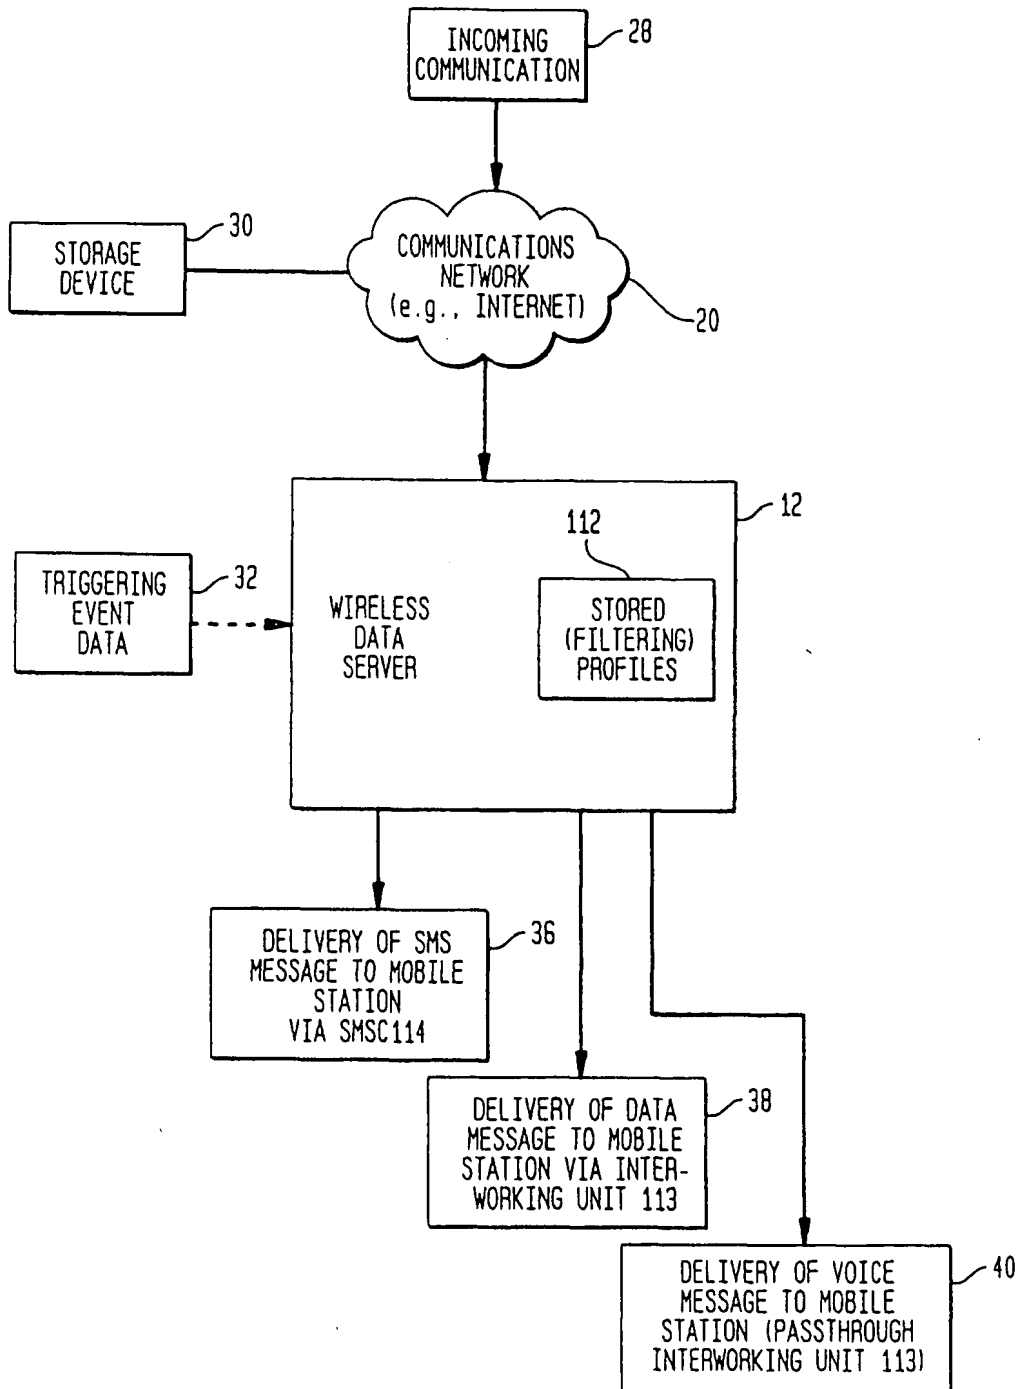 INCOMING
COMMUNICATION
28
STORAGE
DEVICE
30
COMMUNICATIONS
NETWORK
(e.g., INTERNET)
20
12
112
TRIGGERING
EVENT
DATA
32
WIRELESS
DATA
SERVER
STORED
(FILTERING)
PROFILES
DELIVERY OF SMS
MESSAGE TO MOBILE
STATION
VIA SMSC114
36
DELIVERY OF DATA
MESSAGE TO MOBILE
STATION VIA INTER-
WORKING UNIT 113
38
DELIVERY OF VOICE
MESSAGE TO MOBILE
STATION (PASSTHROUGH
INTERWORKING UNIT 113)
40